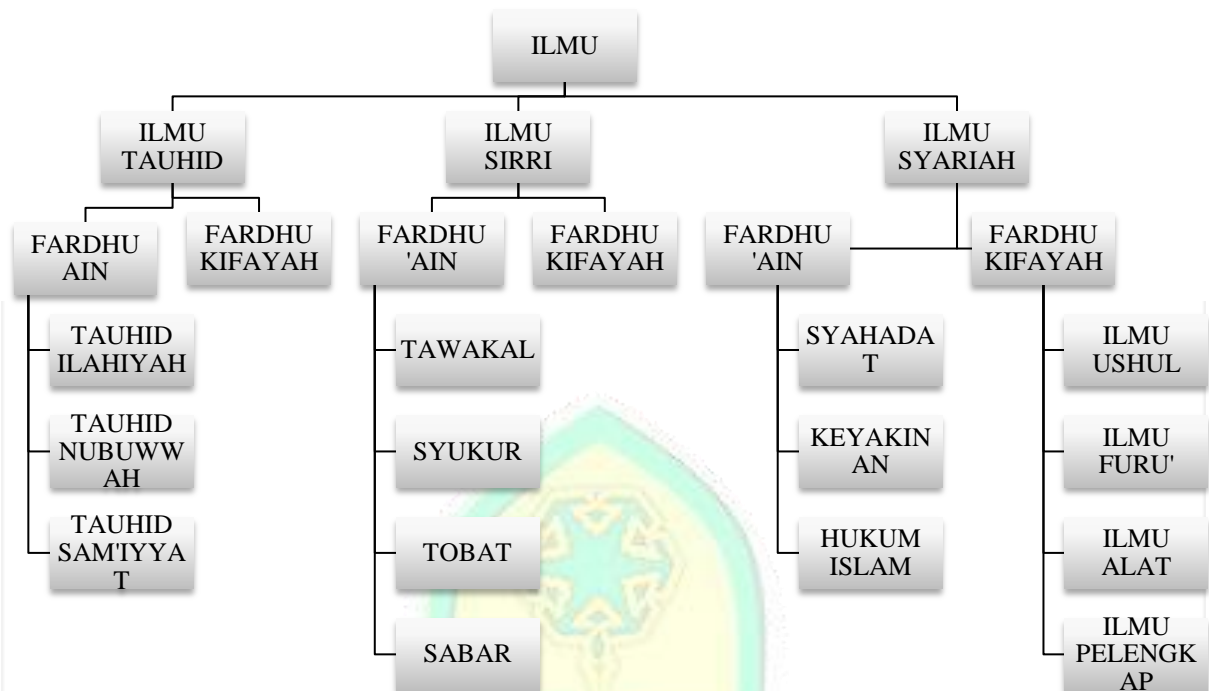 ILMU
ILMU
TAUHID
FARDHU
AIN
TAUHID
ILAHIYAH
TAUHID
NUBUWW
AH
TAUHID
SAM'IYYA
T
FARDHU
KIFAYAH
ILMU
SIRRI
FARDHU
'AIN
TAWAKAL
SYUKUR
TOBAT
SABAR
FARDHU
KIFAYAH
ILMU
SYARIAH
FARDHU
'AIN
SYAHADA
T
KEYAKIN
AN
HUKUM
ISLAM
FARDHU
KIFAYAH
ILMU
USHUL
ILMU
FURU'
ILMU
ALAT
ILMU
PELENGK
AP